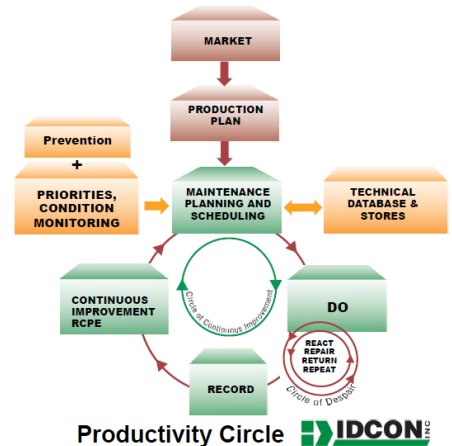 MARKET
PRODUCTION
PLAN
Prevention
+
PRIORITIES,
CONDITION
MONITORING
MAINTENANCE
PLANNING AND
SCHEDULING
TECHNICAL
DATABASE &
STORES
Circle of Continus Improvement
CONTINUOUS
IMPROVEMENT
RCPE
DO
REACT
REPAIR
RETURN
REPEAT
Circle of Despair
RECORD
Productivity Circle
IDCON INC